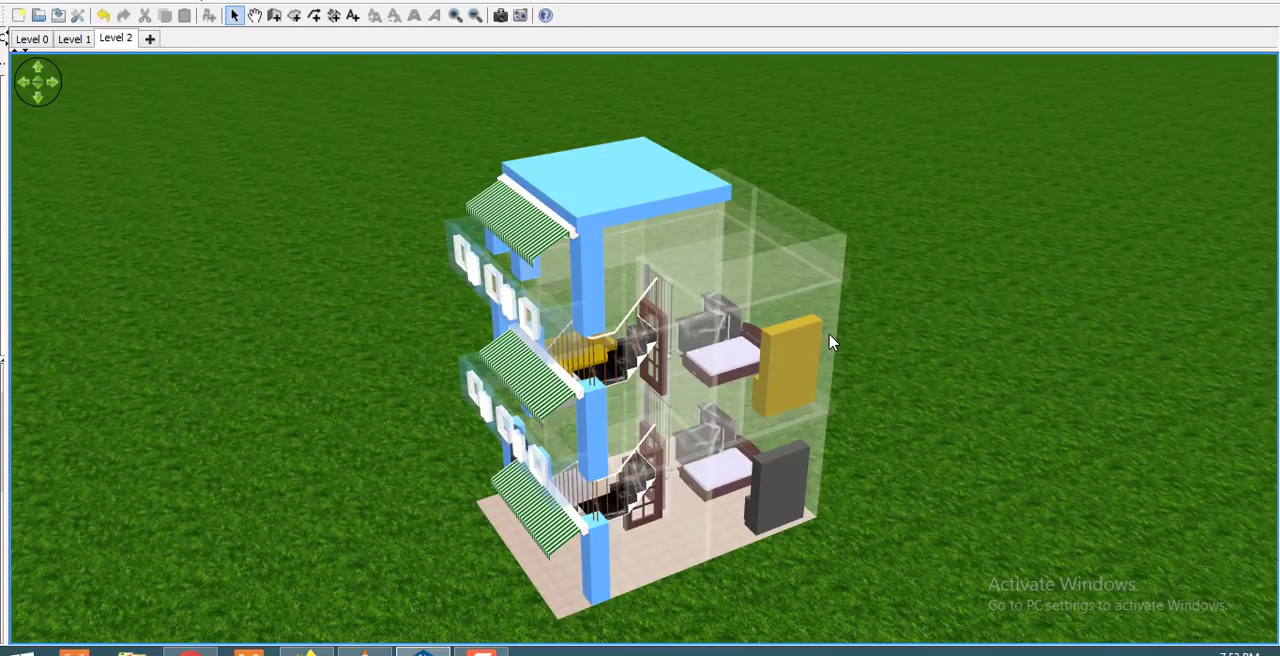 Level 0 Level 1 Level 2
Activate Windows
Go to PC settings to activate Windows.